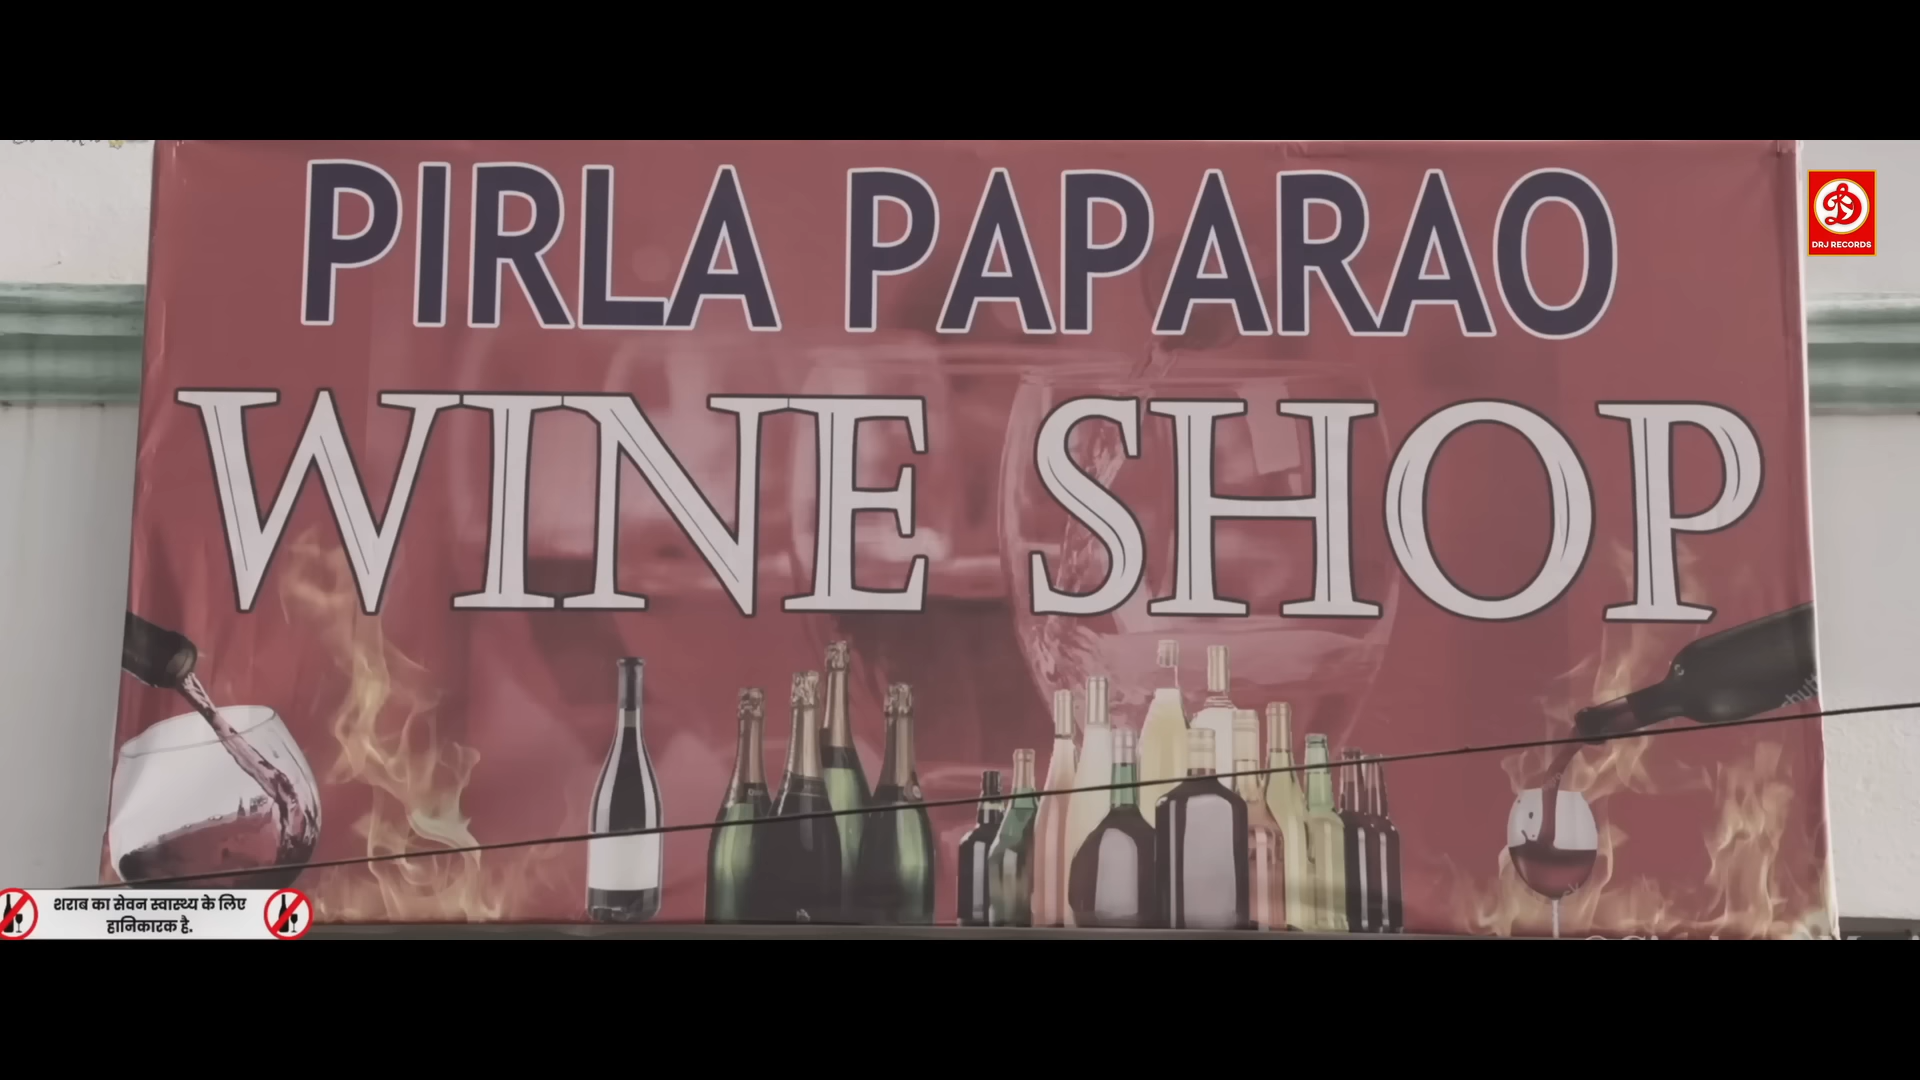 PIRLA PAPARAO
DRJ RECORDS
WINE SHOP
शराब का सेवन स्वास्थ्य के लिए
हानिकारक है.